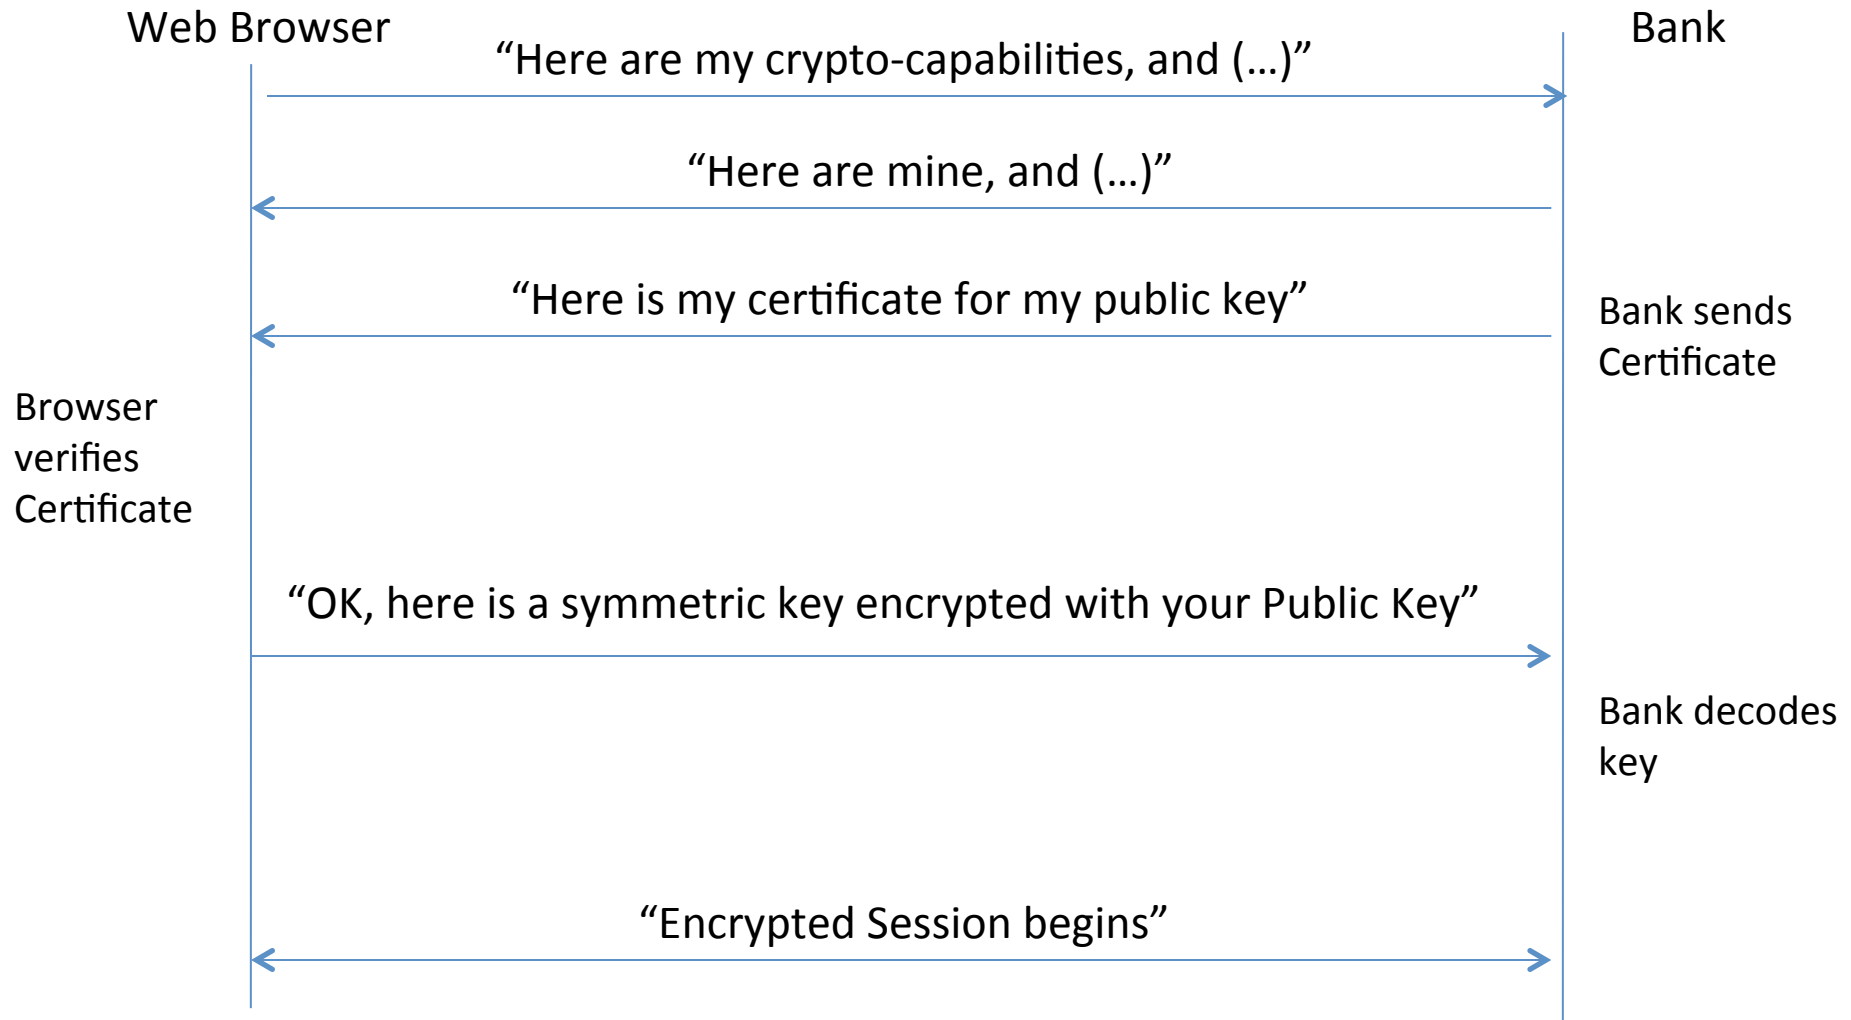 Web Browser
Bank
“Here are my crypto-capabilities, and (…)”
“Here are mine, and (…)”
“Here is my certificate for my public key”
Bank sends
Certificate
Browser
verifies
Certificate
“OK, here is a symmetric key encrypted with your Public Key”
Bank decodes
key
“Encrypted Session begins”